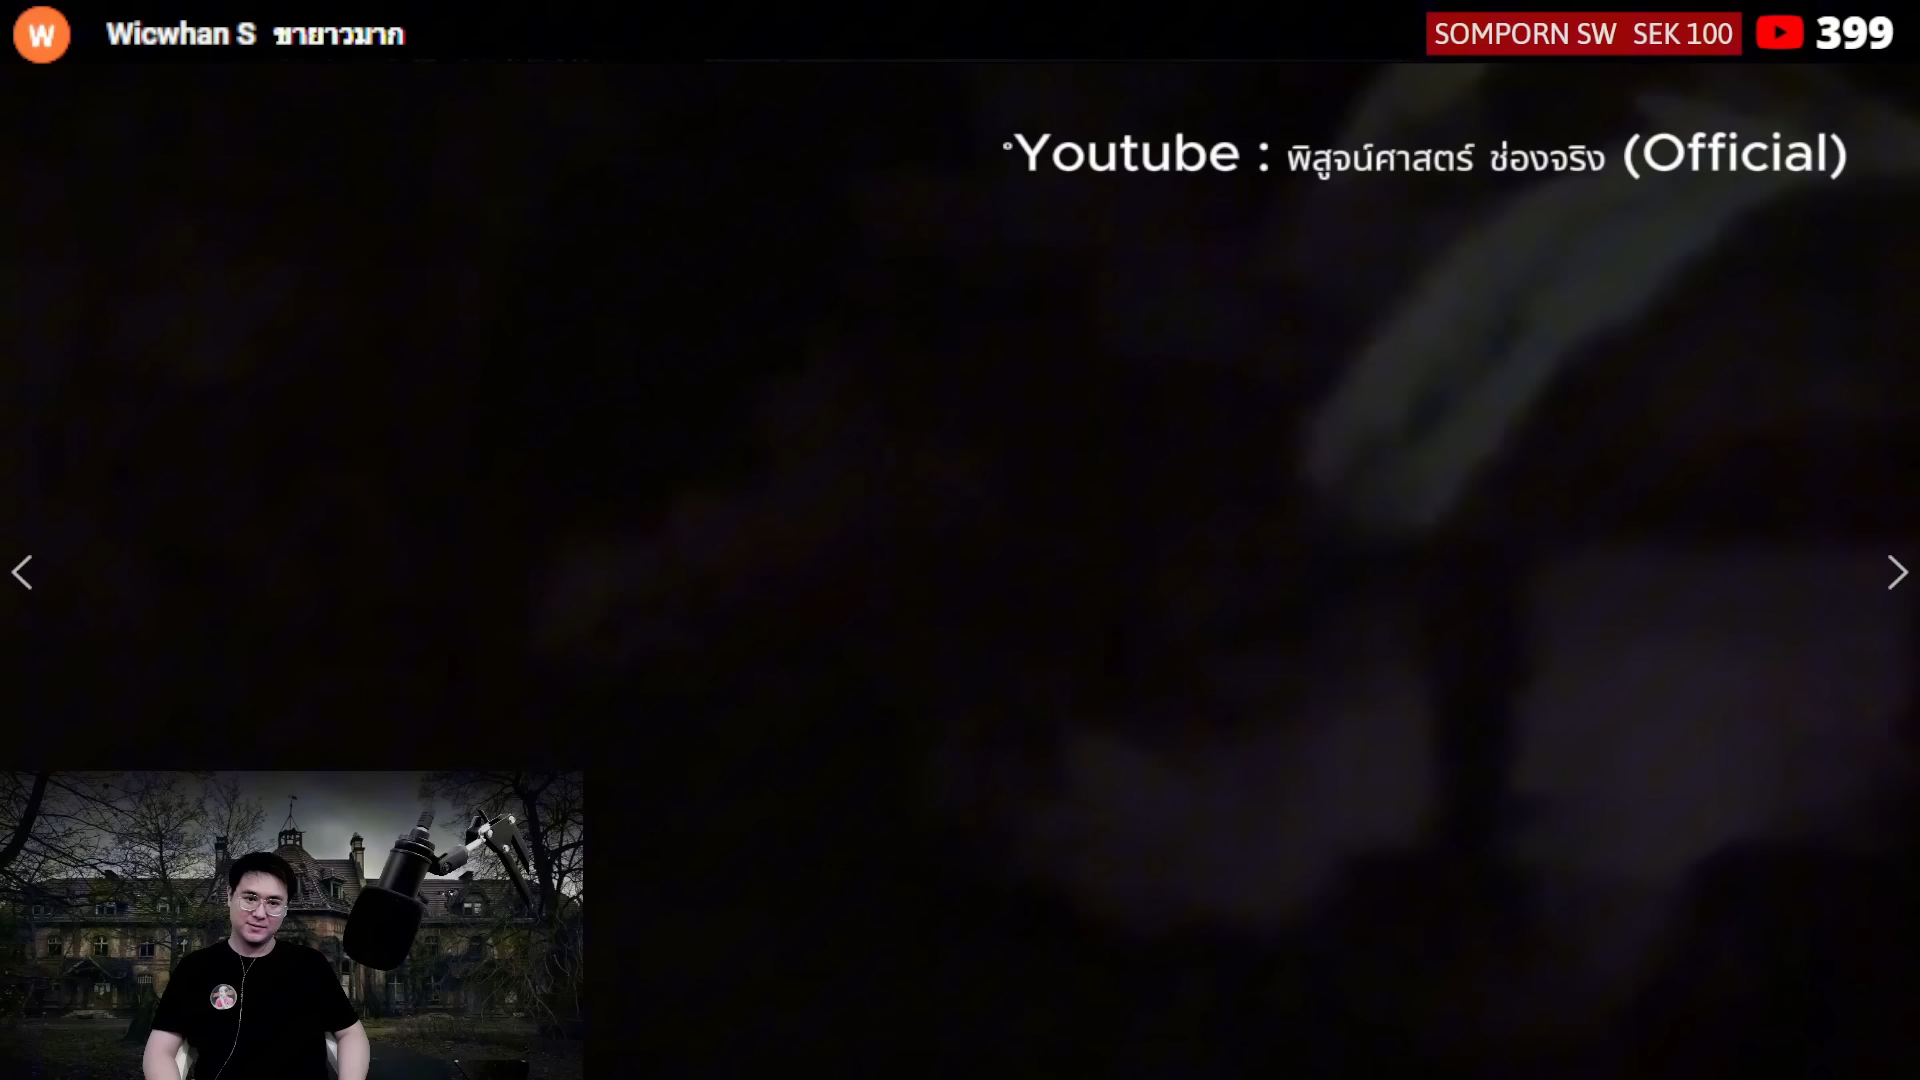 W Wicwhan S ขายาวมาก SOMPORN SW SEK 100 399
Youtube : พิสูจน์ศาสตร์ ช่องจริง (Official)